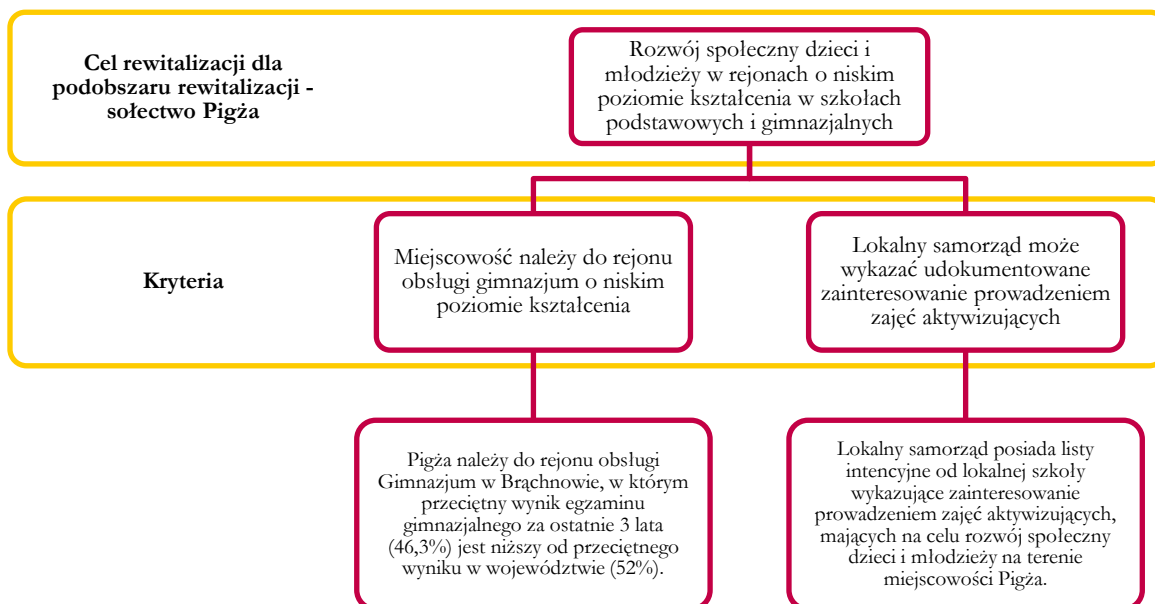 Cel rewitalizacji dla
podobszaru rewitalizacji -
sołectwo Pigża
Rozwój społeczny dzieci i
młodzieży w rejonach o niskim
poziomie kształcenia w szkołach
podstawowych i gimnazjalnych
Kryteria
Miejscowość należy do rejonu
obsługi gimnazjum o niskim
poziomie kształcenia
Lokalny samorząd może
wykazać udokumentowane
zainteresowanie prowadzeniem
zajęć aktywizujących
Pigża należy do rejonu obsługi
Gimnazjum w Brąchnowie, w którym
przeciętny wynik egzaminu
gimnazjalnego za ostatnie 3 lata
(46,3%) jest niższy od przeciętnego
wyniku w województwie (52%).
Lokalny samorząd posiada listy
intencyjne od lokalnej szkoły
wykazujące zainteresowanie
prowadzeniem zajęć aktywizujących,
mających na celu rozwój społeczny
dzieci i młodzieży na terenie
miejscowości Pigża.